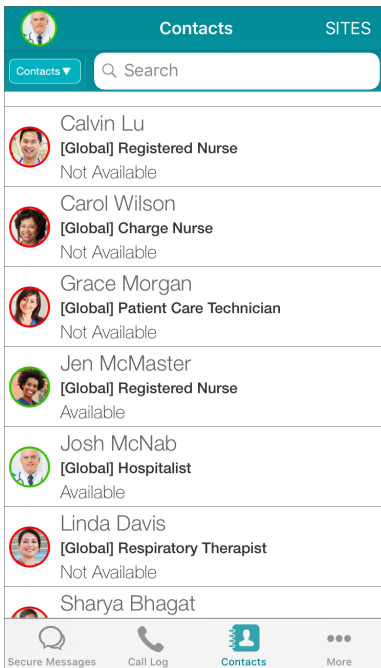 Contacts
SITES
Contacts ▼
Search
Calvin Lu
[Global] Registered Nurse
Not Available
Carol Wilson
[Global] Charge Nurse
Not Available
Grace Morgan
[Global] Patient Care Technician
Not Available
Jen McMaster
[Global] Registered Nurse
Available
Josh McNab
[Global] Hospitalist
Available
Linda Davis
[Global] Respiratory Therapist
Not Available
Sharya Bhagat
Secure Messages
Call Log
Contacts
More